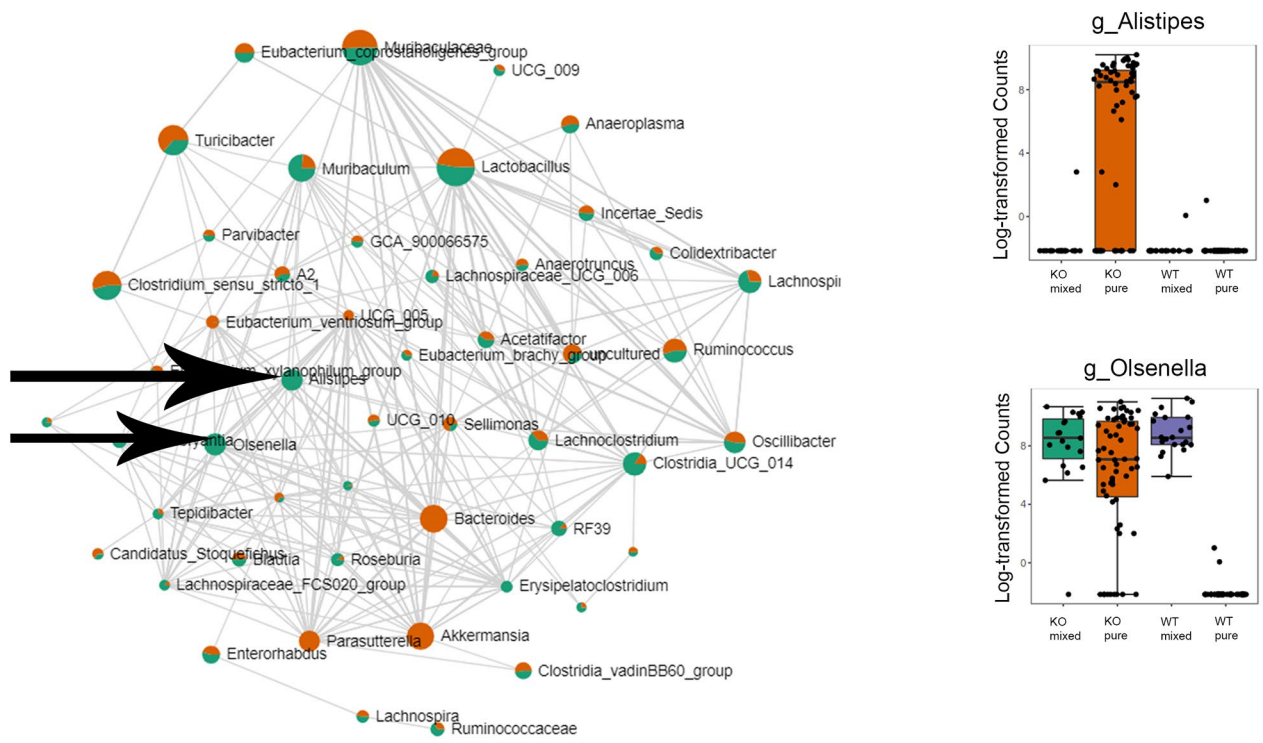 Muribaculaceae
Eubacterium_coprostanoligenes_group
UCG_009
Anaeroplasma
Turicibacter
Muribaculum
Lactobacillus
Incertae_Sedis
Parvibacter
GCA_900066575
Colidextribacter
Anaerotruncus
A2
Lachnospiraceae_UCG_006
Clostridium_sensu_stricto_1
Lachnospir
UCG_005
Eubacterium_ventriosum_group
Acetatifactor
Eubacterium_brachy_group
uncultured
Ruminococcus
xylanophilum_group
Alistipes
UCG_010
Sellimonas
Olsenella
Lachnoclostridium
Oscillibacter
Clostridia_UCG_014
Tepidibacter
Bacteroides
RF39
Candidatus_Stoquefichus
Blautia
Roseburia
Lachnospiraceae_FCS020_group
Erysipelatoclostridium
Parasutterella
Akkermansia
Enterorhabdus
Clostridia_vadinBB60_group
Lachnospira
Ruminococcaceae
g_Alistipes
Log-transformed Counts
8
4
0
KO mixed
KO pure
WT mixed
WT pure
g_Olsenella
Log-transformed Counts
8
4
0
KO mixed
KO pure
WT mixed
WT pure